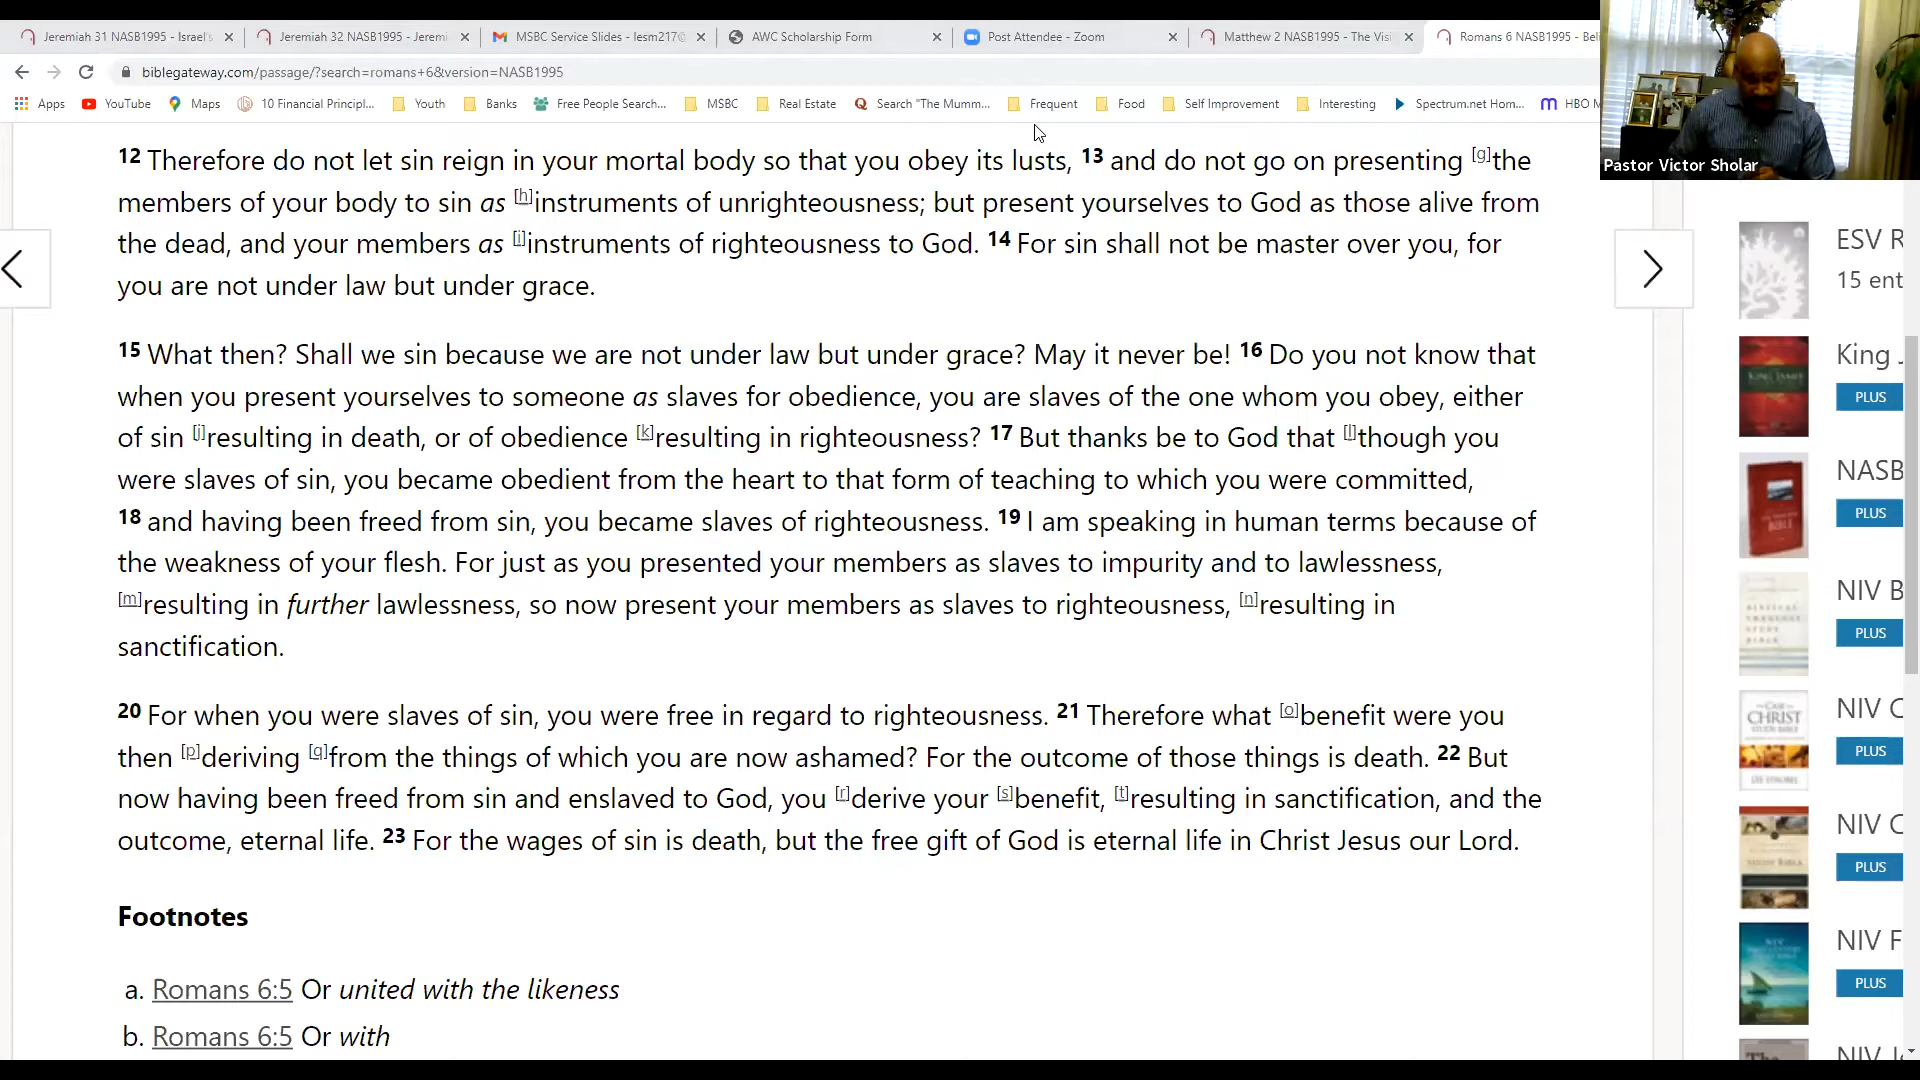 Jeremiah 31 NASB1995 - Israel's
Jeremiah 32 NASB1995 - Jeremi
MSBC Service Slides - lesm217@
AWC Scholarship Form
Post Attendee - Zoom
Matthew 2 NASB1995 - The Visi
Romans 6 NASB1995 - Beli
biblegateway.com/passage/?search=romans+6&version=NASB1995
Apps YouTube Maps 10 Financial Principl... Youth Banks Free People Search... MSBC Real Estate Search "The Mumm... Frequent Food Self Improvement Interesting Spectrum.net Hom... HBO M
Pastor Victor Sholar
12 Therefore do not let sin reign in your mortal body so that you obey its lusts, 13 and do not go on presenting [g]the
members of your body to sin as [h]instruments of unrighteousness; but present yourselves to God as those alive from
the dead, and your members as [i]instruments of righteousness to God. 14 For sin shall not be master over you, for
you are not under law but under grace.
15 What then? Shall we sin because we are not under law but under grace? May it never be! 16 Do you not know that
when you present yourselves to someone as slaves for obedience, you are slaves of the one whom you obey, either
of sin [j]resulting in death, or of obedience [k]resulting in righteousness? 17 But thanks be to God that [l]though you
were slaves of sin, you became obedient from the heart to that form of teaching to which you were committed,
18 and having been freed from sin, you became slaves of righteousness. 19 I am speaking in human terms because of
the weakness of your flesh. For just as you presented your members as slaves to impurity and to lawlessness,
[m]resulting in further lawlessness, so now present your members as slaves to righteousness, [n]resulting in
sanctification.
20 For when you were slaves of sin, you were free in regard to righteousness. 21 Therefore what [o]benefit were you
then [p]deriving [q]from the things of which you are now ashamed? For the outcome of those things is death. 22 But
now having been freed from sin and enslaved to God, you [r]derive your [s]benefit, [t]resulting in sanctification, and the
outcome, eternal life. 23 For the wages of sin is death, but the free gift of God is eternal life in Christ Jesus our Lord.
Footnotes
a. Romans 6:5 Or united with the likeness
b. Romans 6:5 Or with
ESV R
15 ent
King J
PLUS
NASB
PLUS
NIV B
PLUS
CHRIST
NIV C
PLUS
NIV C
PLUS
NIV F
PLUS